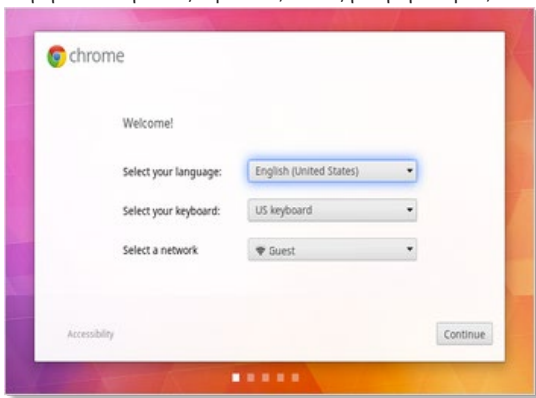 chrome
Welcome!
Select your language: English (United States)
Select your keyboard: US keyboard
Select a network Guest
Accessibility Continue